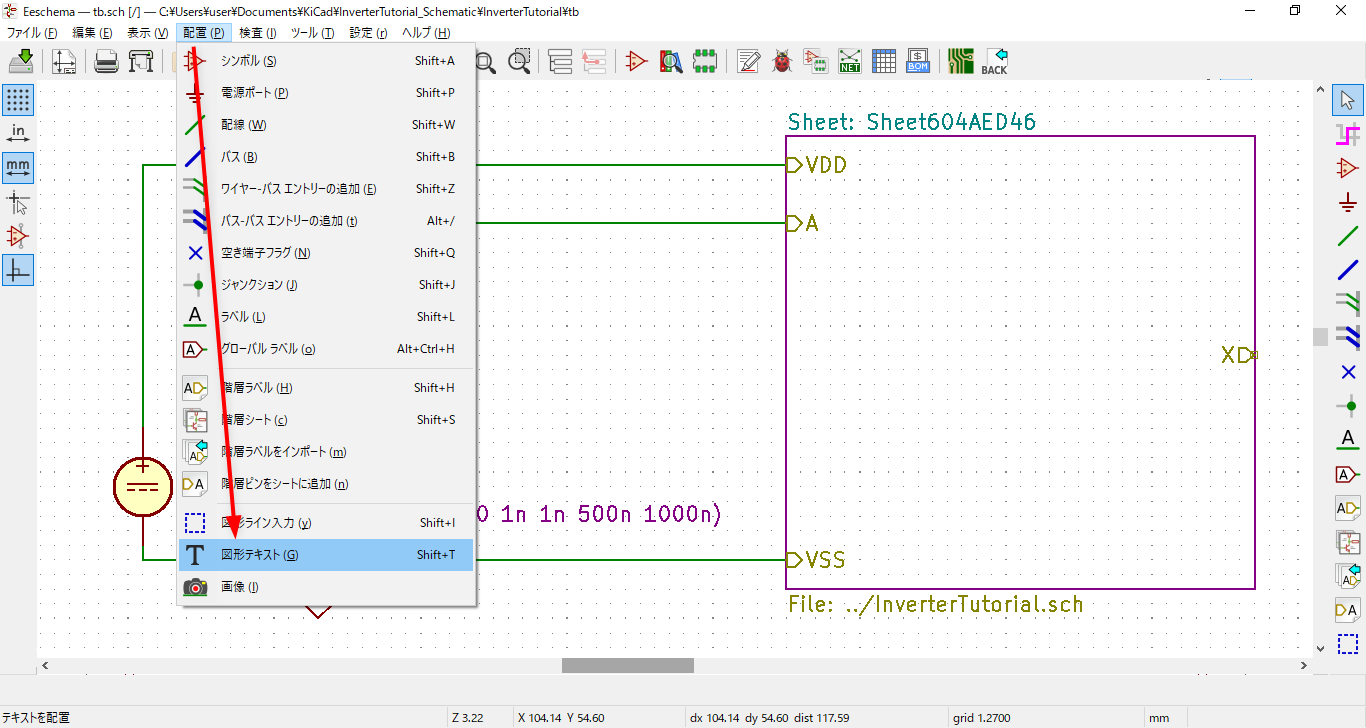 Eeschema — tb.sch [/] — C:¥Users¥user¥Documents¥KiCad¥InverterTutorial_Schematic¥InverterTutorial¥tb
ファイル (F) 編集 (E) 表示 (V) 配置 (P) 検査 (I) ツール (T) 設定 (r) ヘルプ (H)
NET
$
BOM
BACK
in
mm
シンボル (S) Shift+A
電源ポート (P) Shift+P
配線 (W) Shift+W
バス (B) Shift+B
ワイヤー-バス エントリーの追加 (E) Shift+Z
バス-バス エントリーの追加 (t) Alt+/
空き端子フラグ (N) Shift+Q
ジャンクション (J) Shift+J
A ラベル (L) Shift+L
A グローバル ラベル (o) Alt+Ctrl+H
AD 階層ラベル (H) Shift+H
階層シート (c) Shift+S
A 階層ラベルをインポート (m)
DA 階層ピンをシートに追加 (n)
図形ライン入力 (y) Shift+I
T 図形テキスト (G) Shift+T
画像 (I)
Sheet: Sheet604AED46
VDD
A
X
0 1n 1n 500n 1000n)
VSS
File: ../InverterTutorial.sch
A
A
AD
A
DA
テキストを配置 Z 3.22 X 104.14 Y 54.60 dx 104.14 dy 54.60 dist 117.59 grid 1.2700 mm